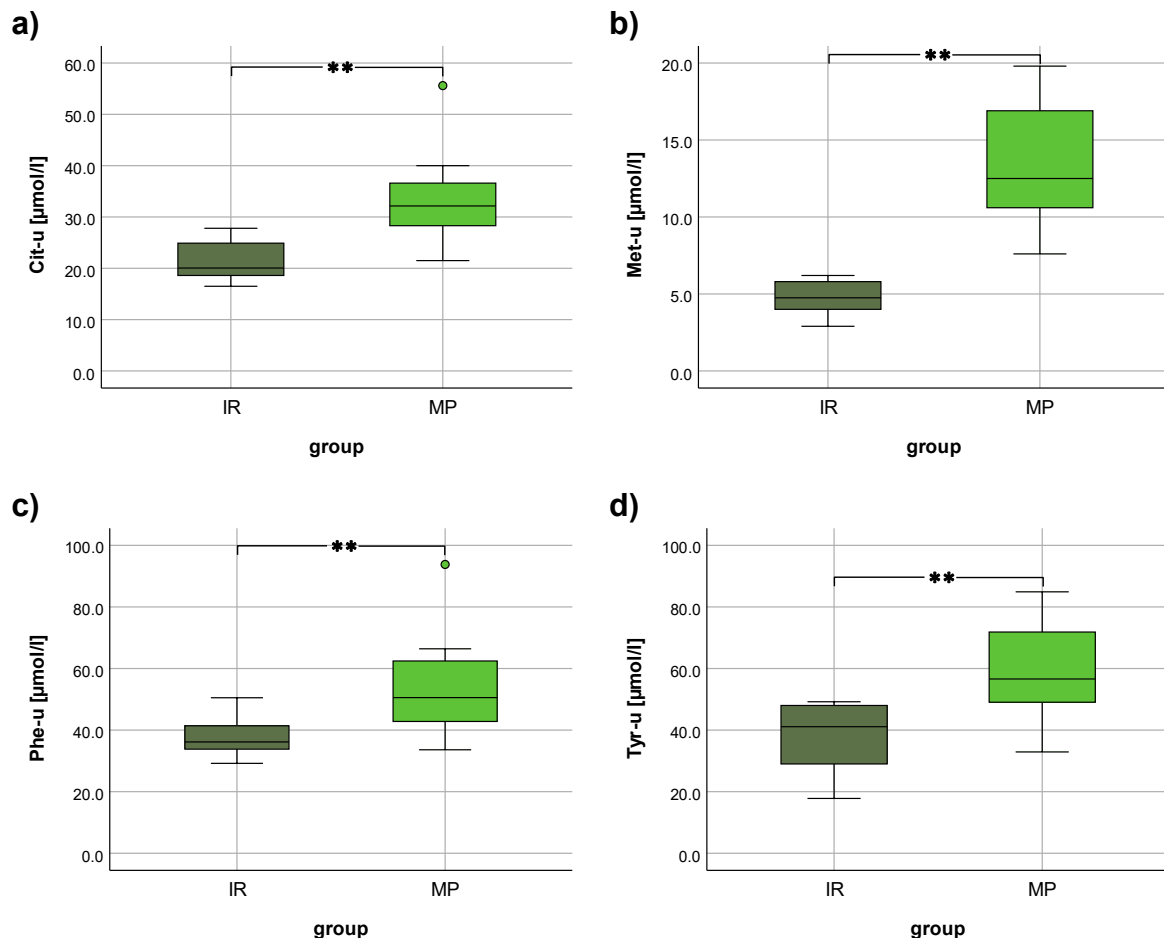 a)
Cit-u [µmol/l]
60.0
50.0
40.0
30.0
20.0
10.0
0.0
**
IR
MP
group
b)
Met-u [µmol/l]
20.0
15.0
10.0
5.0
0.0
**
IR
MP
group
c)
Phe-u [µmol/l]
100.0
80.0
60.0
40.0
20.0
0.0
**
IR
MP
group
d)
Tyr-u [µmol/l]
100.0
80.0
60.0
40.0
20.0
0.0
**
IR
MP
group